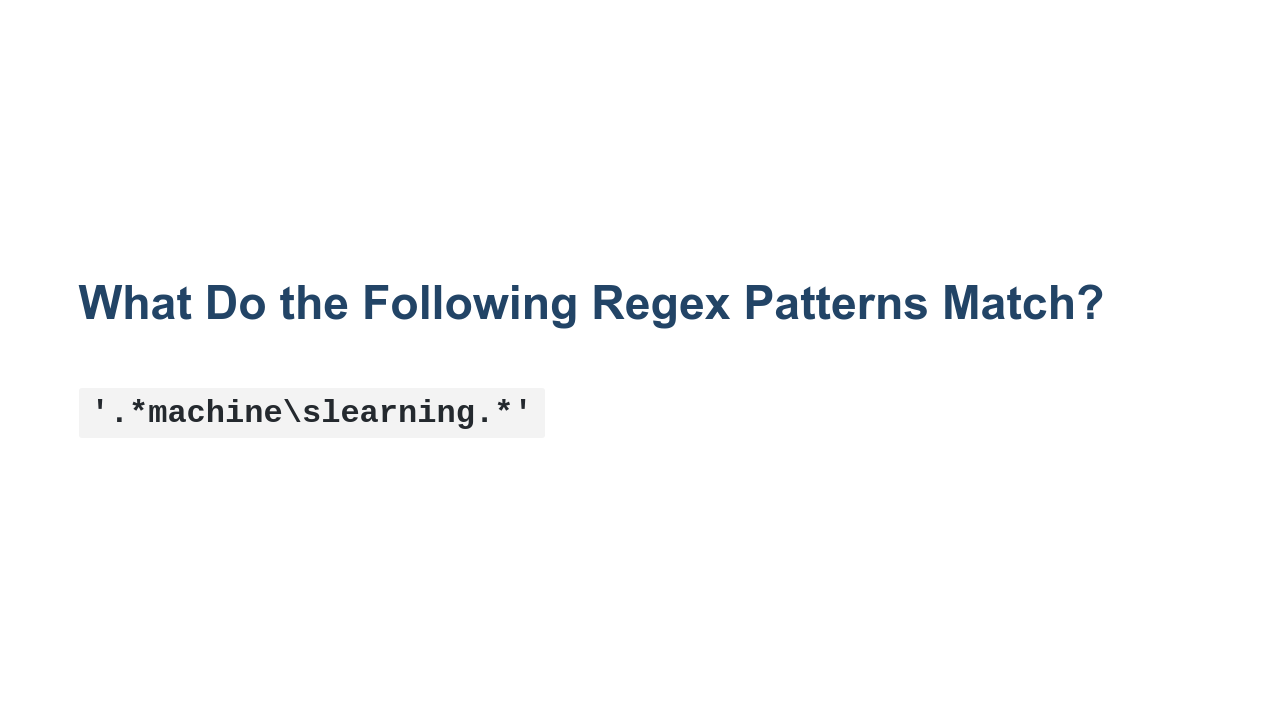 What Do the Following Regex Patterns Match?
'.*machine\slearning.*'